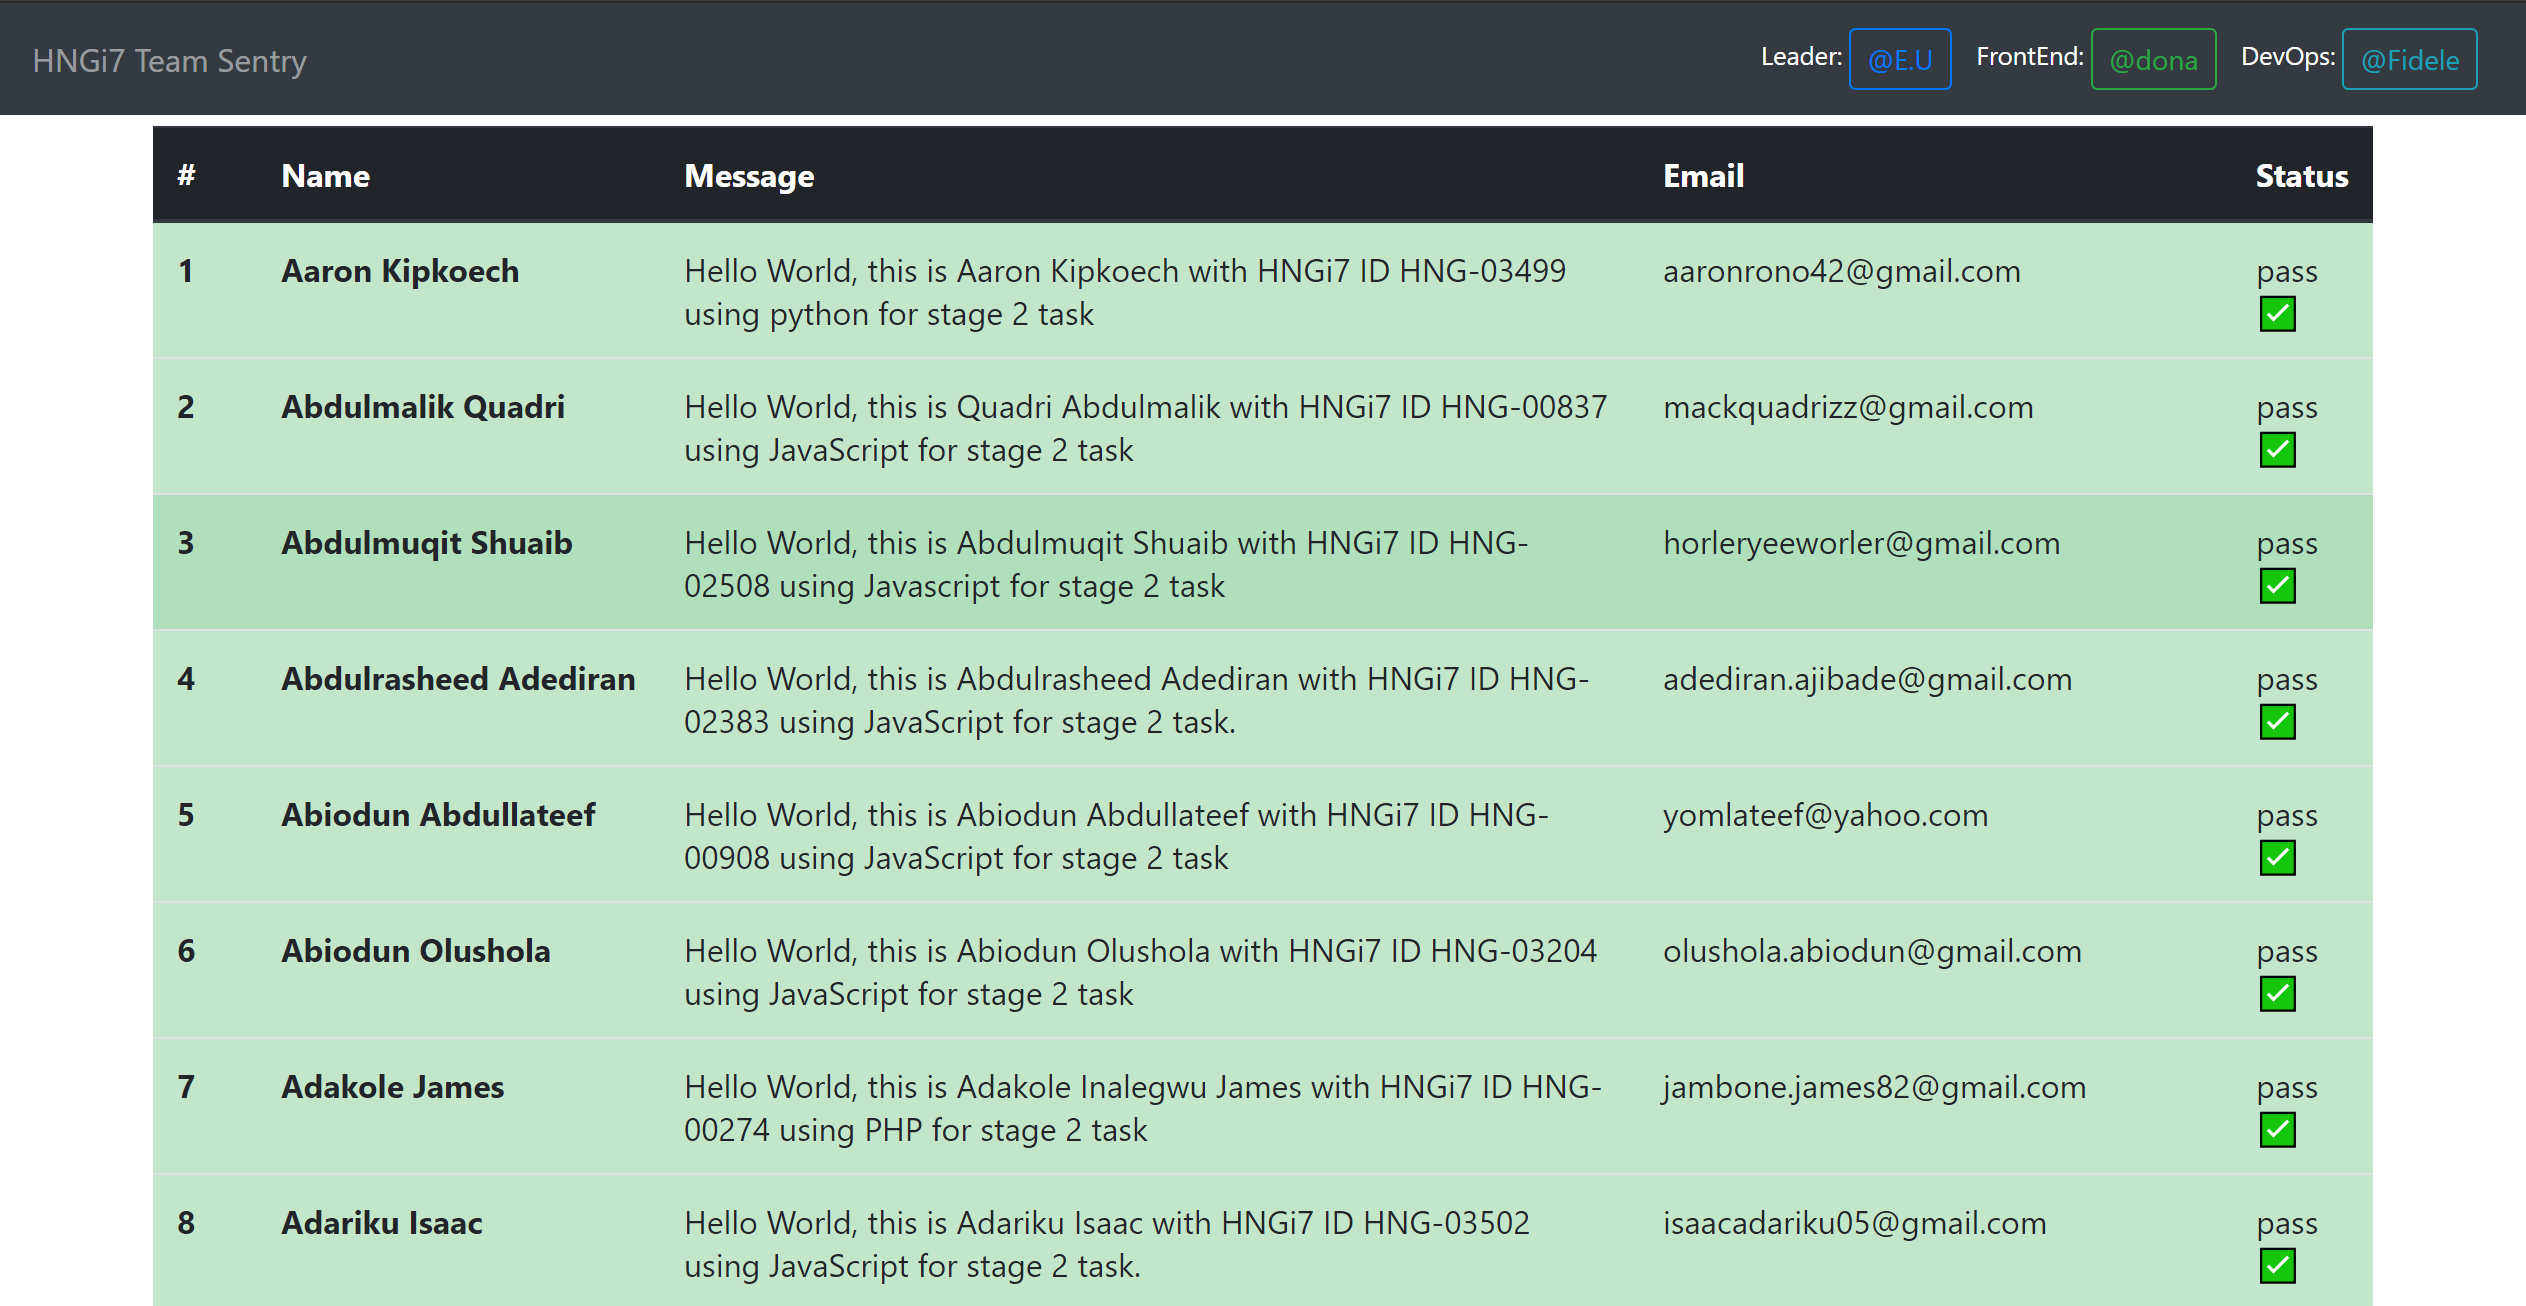 HNGi7 Team Sentry Leader: @E.U FrontEnd: @dona DevOps: @Fidele
# Name Message Email Status
1 Aaron Kipkoech Hello World, this is Aaron Kipkoech with HNGi7 ID HNG-03499 aaronrono42@gmail.com pass
using python for stage 2 task
2 Abdulmalik Quadri Hello World, this is Quadri Abdulmalik with HNGi7 ID HNG-00837 mackquadrizz@gmail.com pass
using JavaScript for stage 2 task
3 Abdulmuqit Shuaib Hello World, this is Abdulmuqit Shuaib with HNGi7 ID HNG- horleryeeworler@gmail.com pass
02508 using Javascript for stage 2 task
4 Abdulrasheed Adediran Hello World, this is Abdulrasheed Adediran with HNGi7 ID HNG- adediran.ajibade@gmail.com pass
02383 using JavaScript for stage 2 task.
5 Abiodun Abdullateef Hello World, this is Abiodun Abdullateef with HNGi7 ID HNG- yomlateef@yahoo.com pass
00908 using JavaScript for stage 2 task
6 Abiodun Olushola Hello World, this is Abiodun Olushola with HNGi7 ID HNG-03204 olushola.abiodun@gmail.com pass
using JavaScript for stage 2 task
7 Adakole James Hello World, this is Adakole Inalegwu James with HNGi7 ID HNG- jambone.james82@gmail.com pass
00274 using PHP for stage 2 task
8 Adariku Isaac Hello World, this is Adariku Isaac with HNGi7 ID HNG-03502 isaacadariku05@gmail.com pass
using JavaScript for stage 2 task.